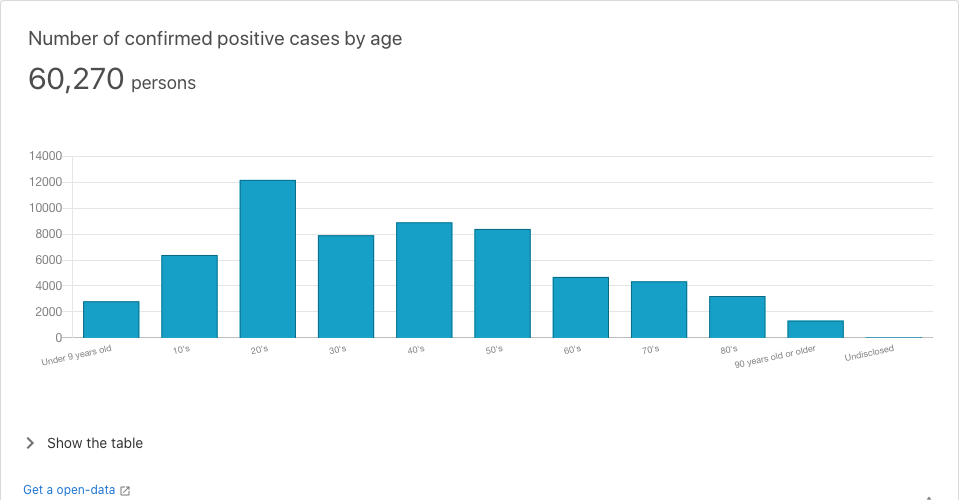 Number of confirmed positive cases by age
60,270 persons
14000
12000
10000
8000
6000
4000
2000
0
Under 9 years old 10's 20's 30's 40's 50's 60's 70's 80's 90 years old or older Undisclosed
Show the table
Get a open-data